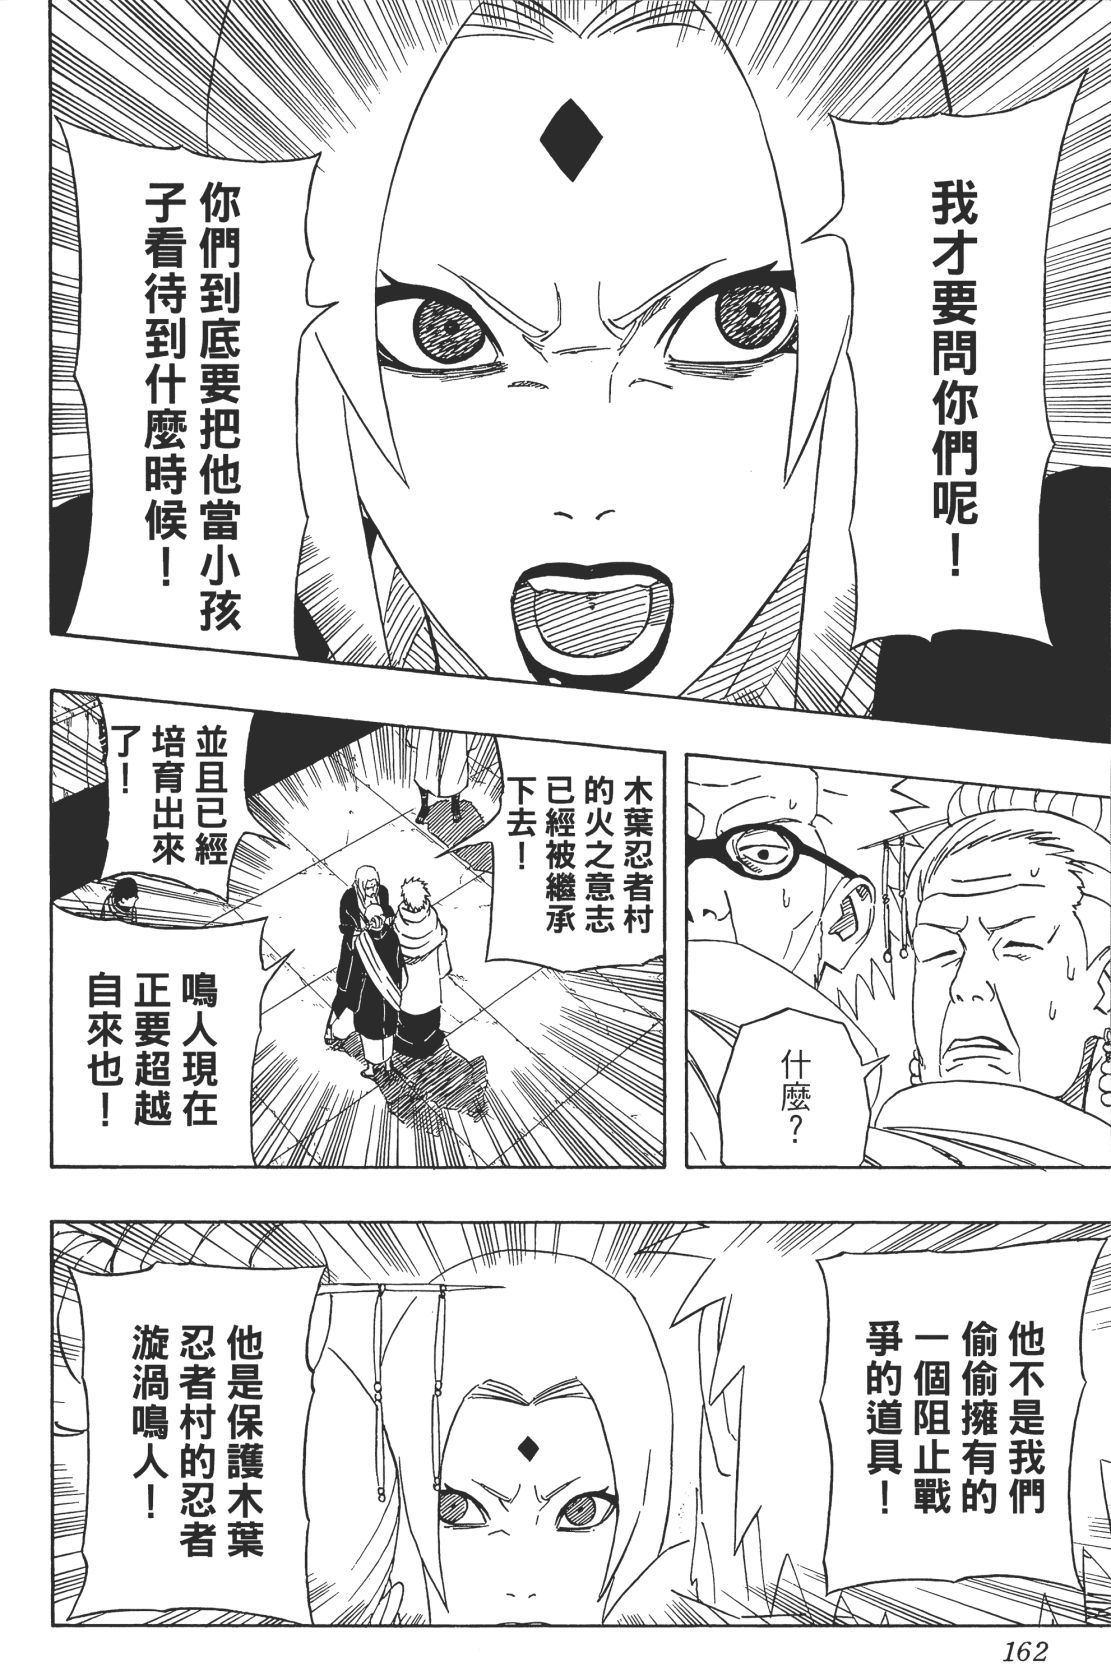 我才要問你們呢！
你們到底要把他當小孩
子看待到什麼時候！
什麼？
木葉忍者村
的火之意志
已經被繼承
下去！
並且已經
培育出來
了！
鳴人現在
正要超越
自來也！
他不是我們
偷偷擁有的
一個阻止戰
爭的道具！
他是保護木葉
忍者村的忍者
漩渦鳴人！
162